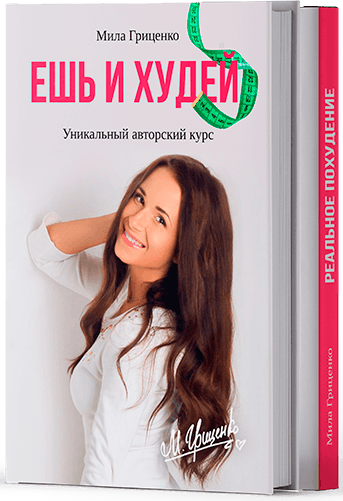 Мила Гриценко
ЕШЬ И ХУДЕЙ
Уникальный авторский курс
М. Гриценко
РЕАЛЬНОЕ ПОХУДЕНИЕ
Мила Гриценко